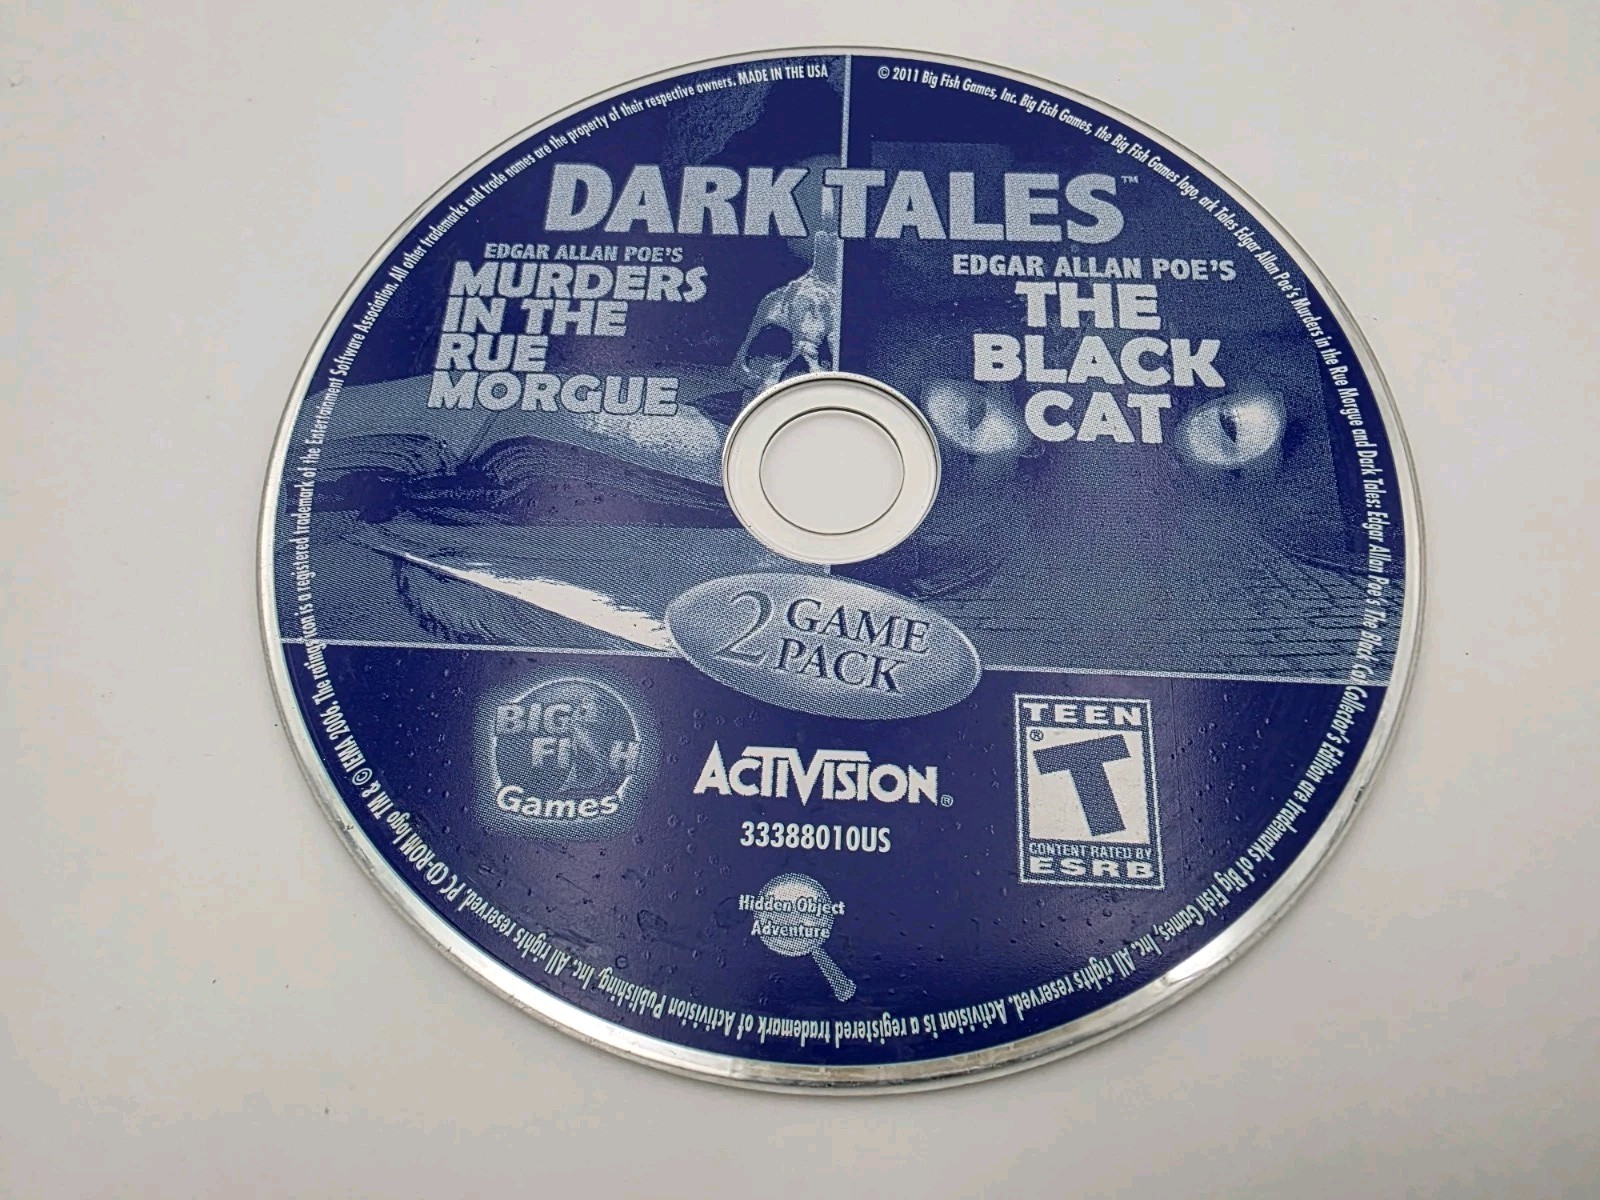 DARK TALES™
EDGAR ALLAN POE'S
MURDERS
IN THE
RUE
MORGUE
EDGAR ALLAN POE'S
THE
BLACK
CAT
2 GAME
PACK
BIG
FISH
Games
ACTIVISION®
33388010US
Hidden Object
Adventure
TEEN
®
T
CONTENT RATED BY
ESRB
© 2011 Big Fish Games, Inc. Big Fish Games, the Big Fish Games logo, ark Tales Edgar Allan Poe's Murders in the Rue Morgue and Dark Tales: Edgar Allan Poe's The Black Cat Collector's Edition are trademarks of Big Fish Games, Inc. All rights reserved. Activision is a registered trademark of Activision Publishing, Inc. All rights reserved. PC CD-ROM logo TM & © IEMA 2006. The ratings icon is a registered trademark of the Entertainment Software Association. All other trademarks and trade names are the property of their respective owners. MADE IN THE USA